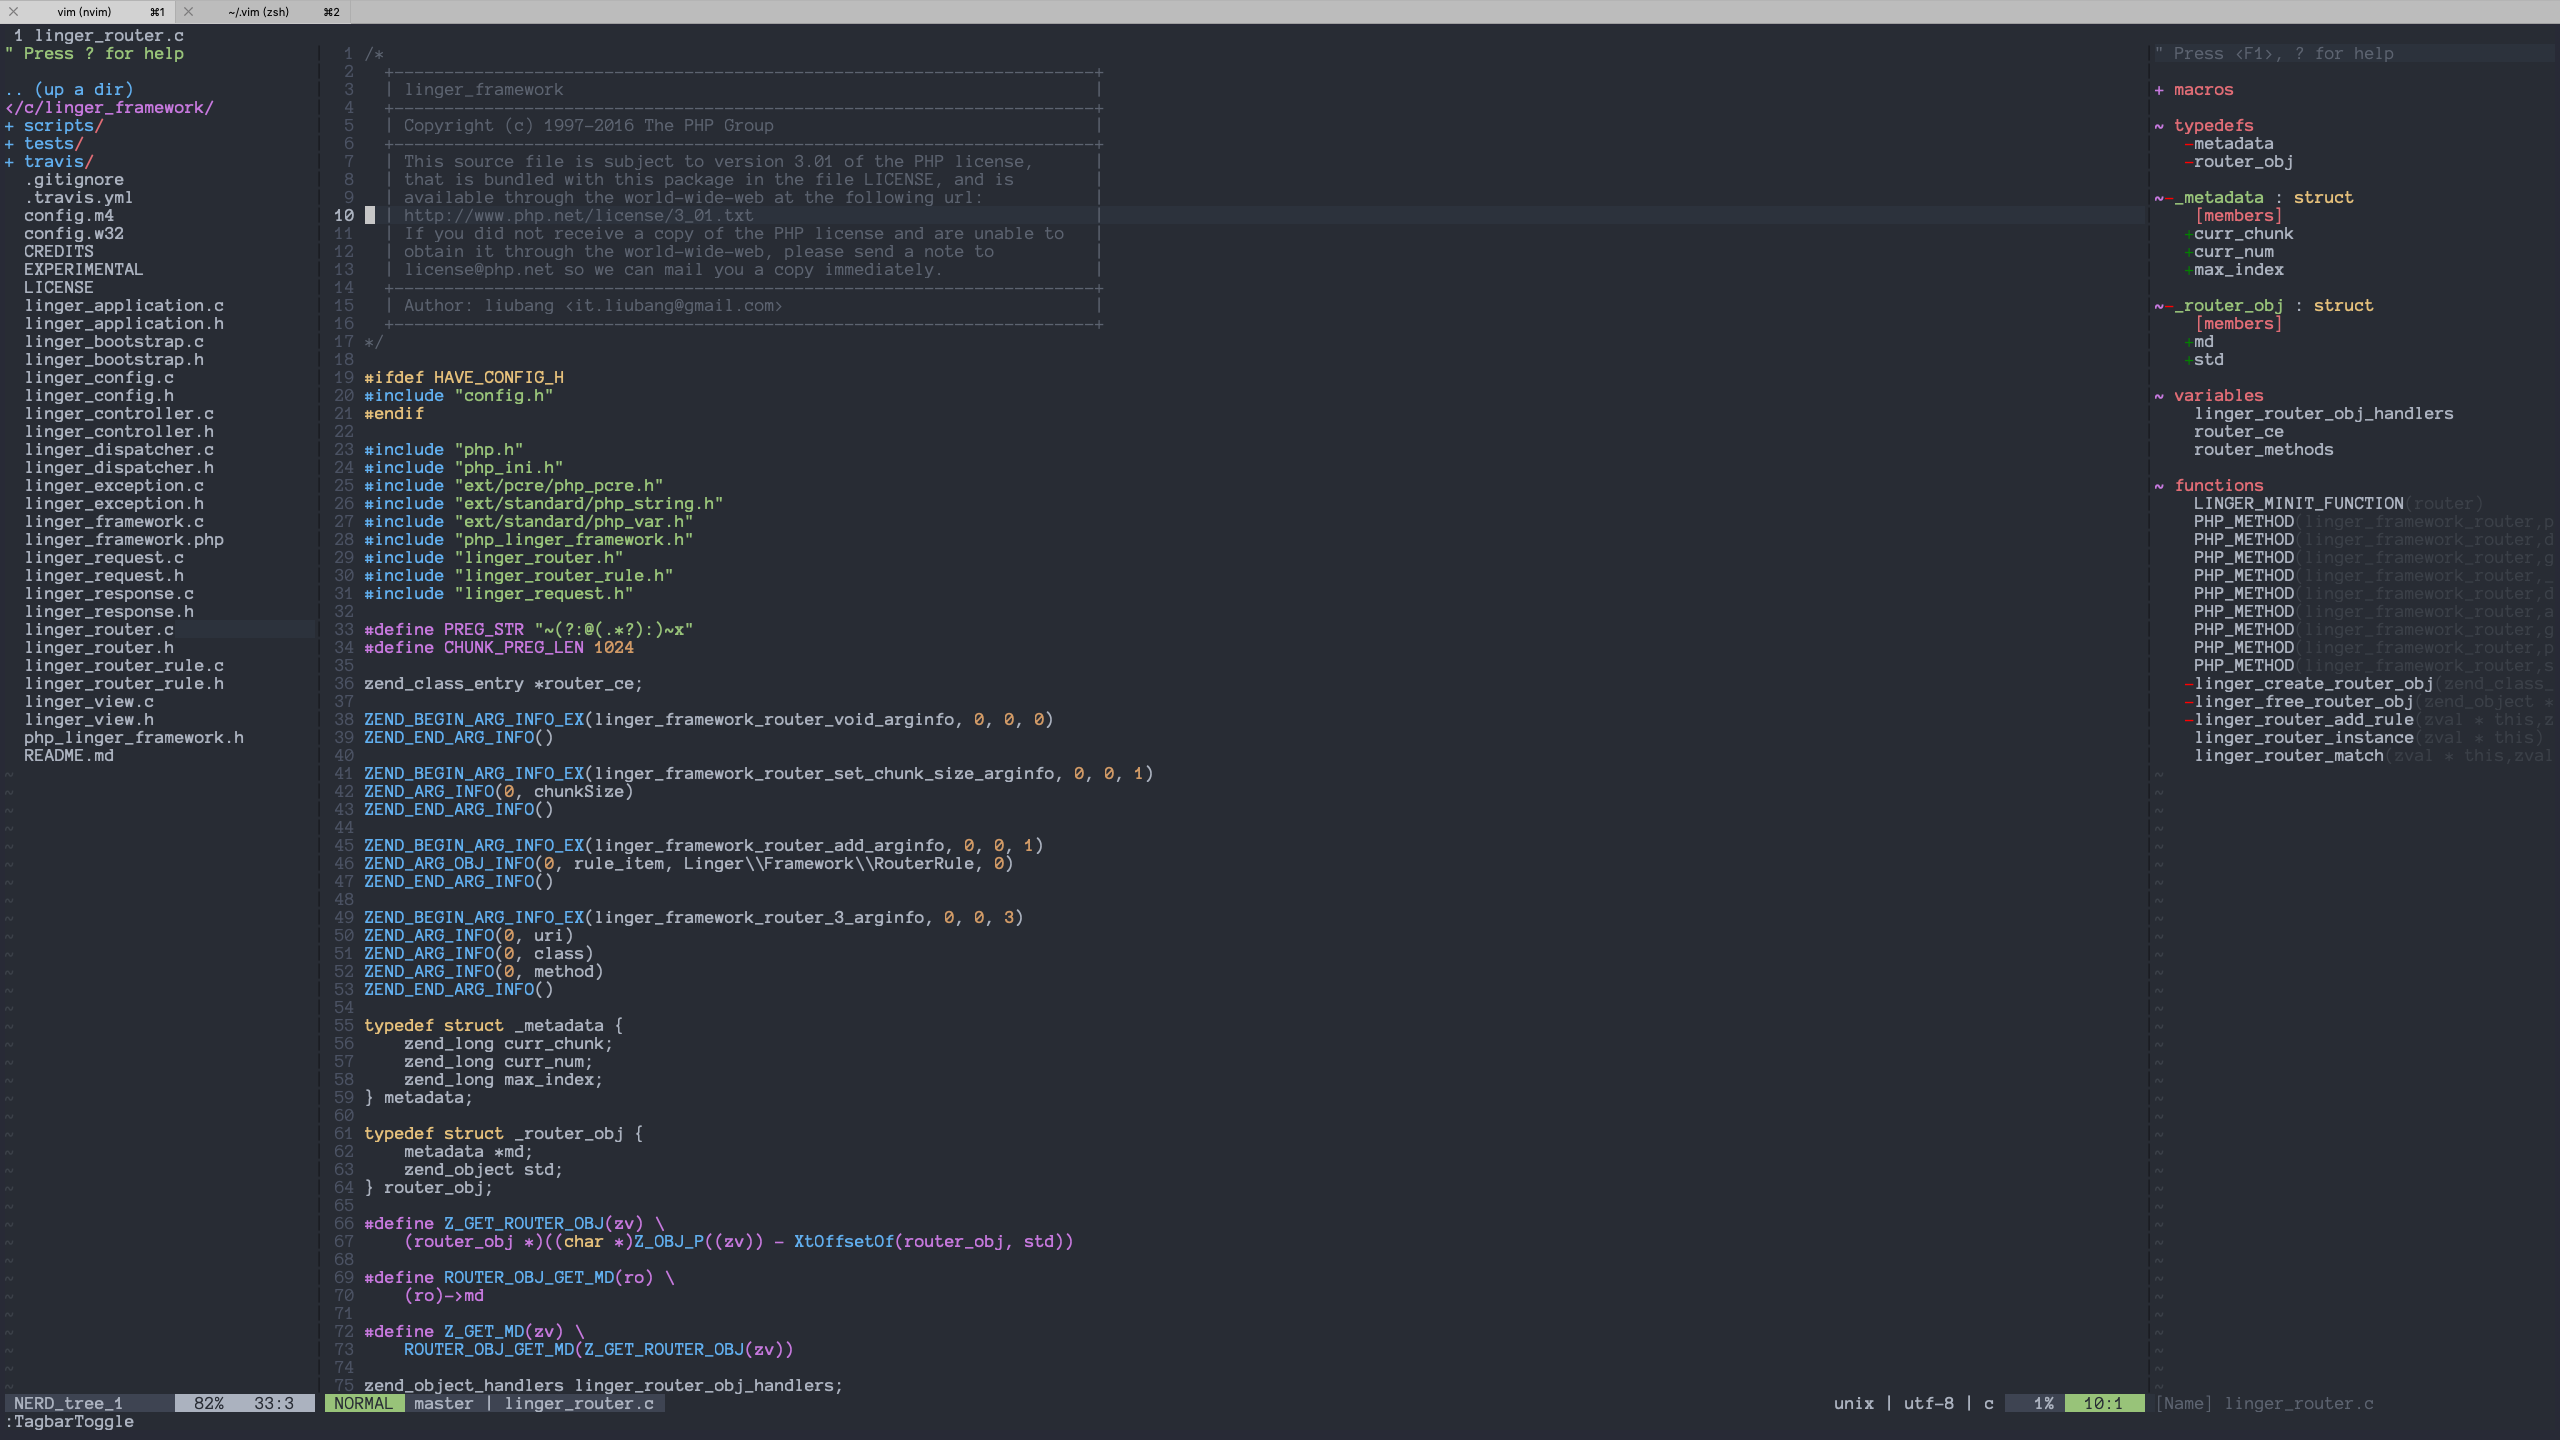 vim (nvim) ⌘1 ~/.vim (zsh) ⌘2
1 linger_router.c
" Press ? for help
.. (up a dir)
</c/linger_framework/
+ scripts/
+ tests/
+ travis/
.gitignore
.travis.yml
config.m4
config.w32
CREDITS
EXPERIMENTAL
LICENSE
linger_application.c
linger_application.h
linger_bootstrap.c
linger_bootstrap.h
linger_config.c
linger_config.h
linger_controller.c
linger_controller.h
linger_dispatcher.c
linger_dispatcher.h
linger_exception.c
linger_exception.h
linger_framework.c
linger_framework.php
linger_request.c
linger_request.h
linger_response.c
linger_response.h
linger_router.c
linger_router.h
linger_router_rule.c
linger_router_rule.h
linger_view.c
linger_view.h
php_linger_framework.h
README.md
1 /*
2 +----------------------------------------------------------------------+
3 | linger_framework |
4 +----------------------------------------------------------------------+
5 | Copyright (c) 1997-2016 The PHP Group |
6 +----------------------------------------------------------------------+
7 | This source file is subject to version 3.01 of the PHP license, |
8 | that is bundled with this package in the file LICENSE, and is |
9 | available through the world-wide-web at the following url: |
10 | http://www.php.net/license/3_01.txt |
11 | If you did not receive a copy of the PHP license and are unable to |
12 | obtain it through the world-wide-web, please send a note to |
13 | license@php.net so we can mail you a copy immediately. |
14 +----------------------------------------------------------------------+
15 | Author: liubang <it.liubang@gmail.com> |
16 +----------------------------------------------------------------------+
17 */
18
19 #ifdef HAVE_CONFIG_H
20 #include "config.h"
21 #endif
22
23 #include "php.h"
24 #include "php_ini.h"
25 #include "ext/pcre/php_pcre.h"
26 #include "ext/standard/php_string.h"
27 #include "ext/standard/php_var.h"
28 #include "php_linger_framework.h"
29 #include "linger_router.h"
30 #include "linger_router_rule.h"
31 #include "linger_request.h"
32
33 #define PREG_STR "~(?:@(.*?):)~x"
34 #define CHUNK_PREG_LEN 1024
35
36 zend_class_entry *router_ce;
37
38 ZEND_BEGIN_ARG_INFO_EX(linger_framework_router_void_arginfo, 0, 0, 0)
39 ZEND_END_ARG_INFO()
40
41 ZEND_BEGIN_ARG_INFO_EX(linger_framework_router_set_chunk_size_arginfo, 0, 0, 1)
42 ZEND_ARG_INFO(0, chunkSize)
43 ZEND_END_ARG_INFO()
44
45 ZEND_BEGIN_ARG_INFO_EX(linger_framework_router_add_arginfo, 0, 0, 1)
46 ZEND_ARG_OBJ_INFO(0, rule_item, Linger\\Framework\\RouterRule, 0)
47 ZEND_END_ARG_INFO()
48
49 ZEND_BEGIN_ARG_INFO_EX(linger_framework_router_3_arginfo, 0, 0, 3)
50 ZEND_ARG_INFO(0, uri)
51 ZEND_ARG_INFO(0, class)
52 ZEND_ARG_INFO(0, method)
53 ZEND_END_ARG_INFO()
54
55 typedef struct _metadata {
56     zend_long curr_chunk;
57     zend_long curr_num;
58     zend_long max_index;
59 } metadata;
60
61 typedef struct _router_obj {
62     metadata *md;
63     zend_object std;
64 } router_obj;
65
66 #define Z_GET_ROUTER_OBJ(zv) \
67     (router_obj *)((char *)Z_OBJ_P((zv)) - XtOffsetOf(router_obj, std))
68
69 #define ROUTER_OBJ_GET_MD(ro) \
70     (ro)->md
71
72 #define Z_GET_MD(zv) \
73     ROUTER_OBJ_GET_MD(Z_GET_ROUTER_OBJ(zv))
74
75 zend_object_handlers linger_router_obj_handlers;
" Press <F1>, ? for help
+ macros
~ typedefs
-metadata
-router_obj
~-_metadata : struct
[members]
+curr_chunk
+curr_num
+max_index
~-_router_obj : struct
[members]
+md
+std
~ variables
linger_router_obj_handlers
router_ce
router_methods
~ functions
LINGER_MINIT_FUNCTION(router)
PHP_METHOD(linger_framework_router,p
PHP_METHOD(linger_framework_router,d
PHP_METHOD(linger_framework_router,g
PHP_METHOD(linger_framework_router,_
PHP_METHOD(linger_framework_router,d
PHP_METHOD(linger_framework_router,a
PHP_METHOD(linger_framework_router,g
PHP_METHOD(linger_framework_router,p
PHP_METHOD(linger_framework_router,s
-linger_create_router_obj(zend_class_
-linger_free_router_obj(zend_object *
-linger_router_add_rule(zval * this,z
linger_router_instance(zval * this)
linger_router_match(zval * this,zval
NERD_tree_1 82% 33:3 NORMAL master | linger_router.c unix | utf-8 | c 1% 10:1 [Name] linger_router.c
:TagbarToggle